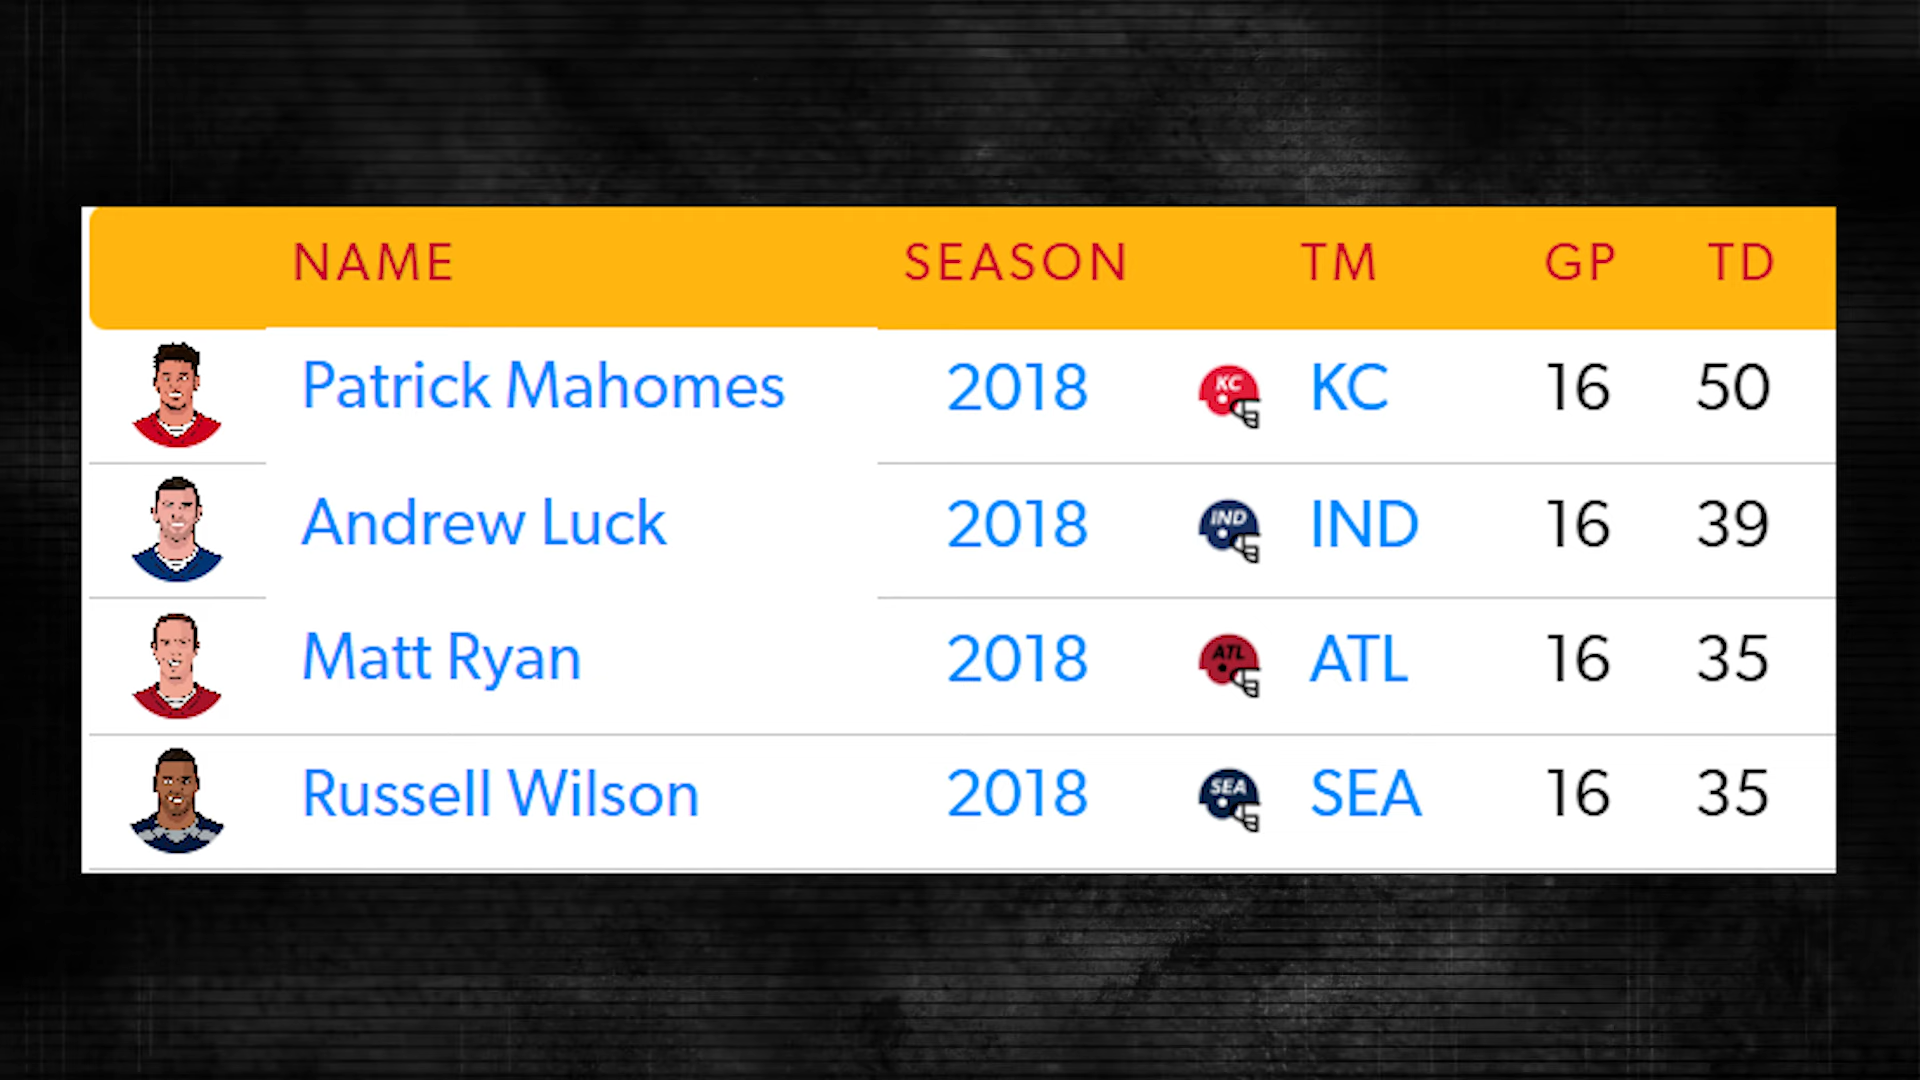 NAME SEASON TM GP TD
Patrick Mahomes 2018 KC KC 16 50
Andrew Luck 2018 IND IND 16 39
Matt Ryan 2018 ATL ATL 16 35
Russell Wilson 2018 SEA SEA 16 35